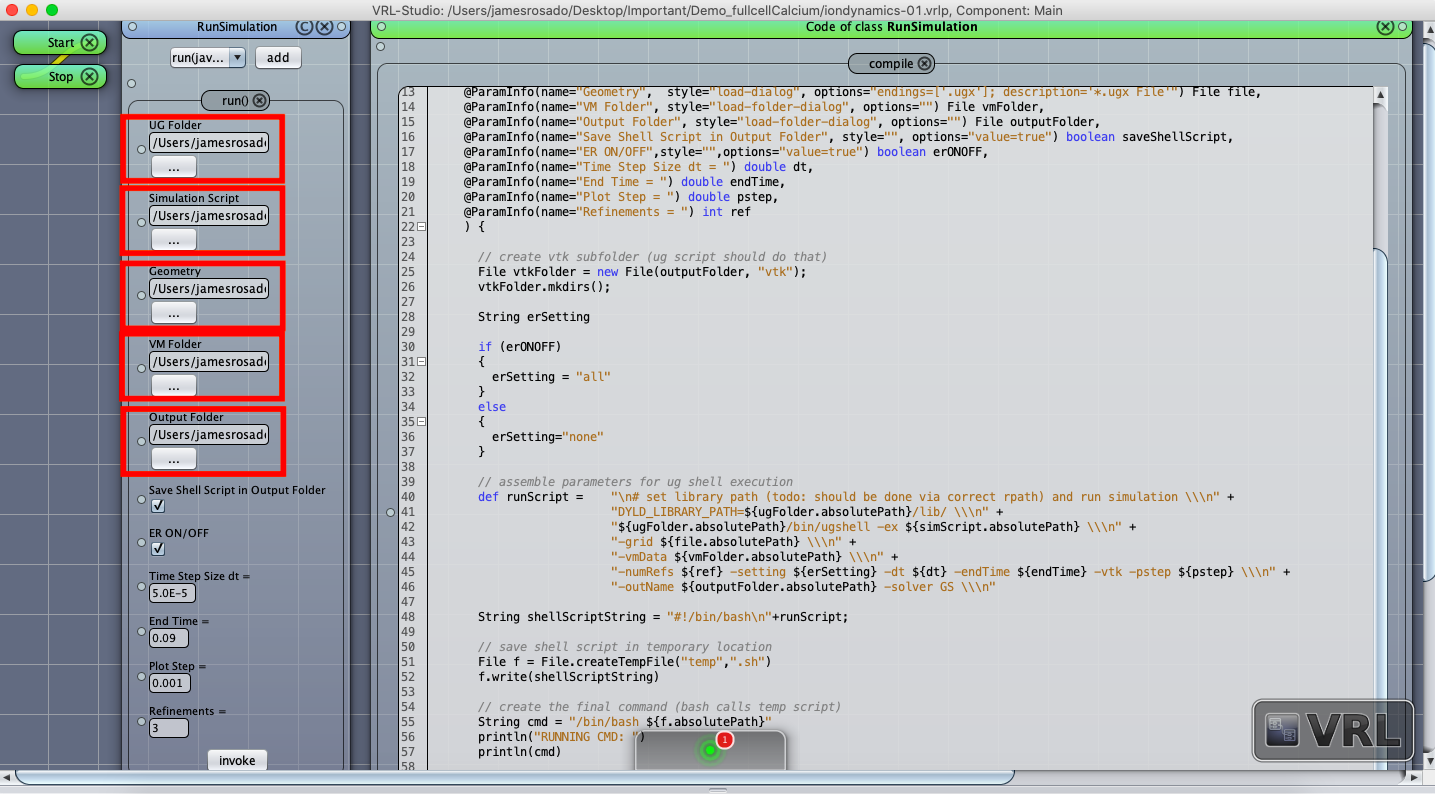 VRL-Studio: /Users/jamesrosado/Desktop/Important/Demo_fullcellCalcium/iondynamics-01.vrlp, Component: Main
Start
Stop
RunSimulation
run(jav...
add
run()
UG Folder
/Users/jamesrosad
...
Simulation Script
/Users/jamesrosad
...
Geometry
/Users/jamesrosad
...
VM Folder
/Users/jamesrosad
...
Output Folder
/Users/jamesrosad
...
Save Shell Script in Output Folder
ER ON/OFF
Time Step Size dt =
5.0E-5
End Time =
0.09
Plot Step =
0.001
Refinements =
3
invoke
Code of class RunSimulation
compile
13 @ParamInfo(name="Geometry",  style="load-folder-dialog", options="endings=['.ugx']; description='*.ugx File'") File file,
14 @ParamInfo(name="VM Folder", style="load-folder-dialog", options="") File vmFolder,
15 @ParamInfo(name="Output Folder", style="load-folder-dialog", options="") File outputFolder,
16 @ParamInfo(name="Save Shell Script in Output Folder", style="", options="value=true") boolean saveShellScript,
17 @ParamInfo(name="ER ON/OFF",style="",options="value=true") boolean erONOFF,
18 @ParamInfo(name="Time Step Size dt = ") double dt,
19 @ParamInfo(name="End Time = ") double endTime,
20 @ParamInfo(name="Plot Step = ") double pstep,
21 @ParamInfo(name="Refinements = ") int ref
22 ) {
23
24 // create vtk subfolder (ug script should do that)
25 File vtkFolder = new File(outputFolder, "vtk");
26 vtkFolder.mkdirs();
27
28 String erSetting
29
30 if (erONOFF)
31 {
32 erSetting = "all"
33 }
34 else
35 {
36 erSetting="none"
37 }
38
39 // assemble parameters for ug shell execution
40 def runScript =    "\n# set library path (todo: should be done via correct rpath) and run simulation \\\n" +
41 "DYLD_LIBRARY_PATH=${ugFolder.absolutePath}/lib/ \\\n" +
42 "${ugFolder.absolutePath}/bin/ugshell -ex ${simScript.absolutePath} \\\n" +
43 "-grid ${file.absolutePath} \\\n" +
44 "-vmData ${vmFolder.absolutePath} \\\n" +
45 "-numRefs ${ref} -setting ${erSetting} -dt ${dt} -endTime ${endTime} -vtk -pstep ${pstep} \\\n" +
46 "-outName ${outputFolder.absolutePath} -solver GS \\\n"
47
48 String shellScriptString = "#!/bin/bash\n"+runScript;
49
50 // save shell script in temporary location
51 File f = File.createTempFile("temp",".sh")
52 f.write(shellScriptString)
53
54 // create the final command (bash calls temp script)
55 String cmd = "/bin/bash ${f.absolutePath}"
56 println("RUNNING CMD: ")
57 println(cmd)
58
1
VRL